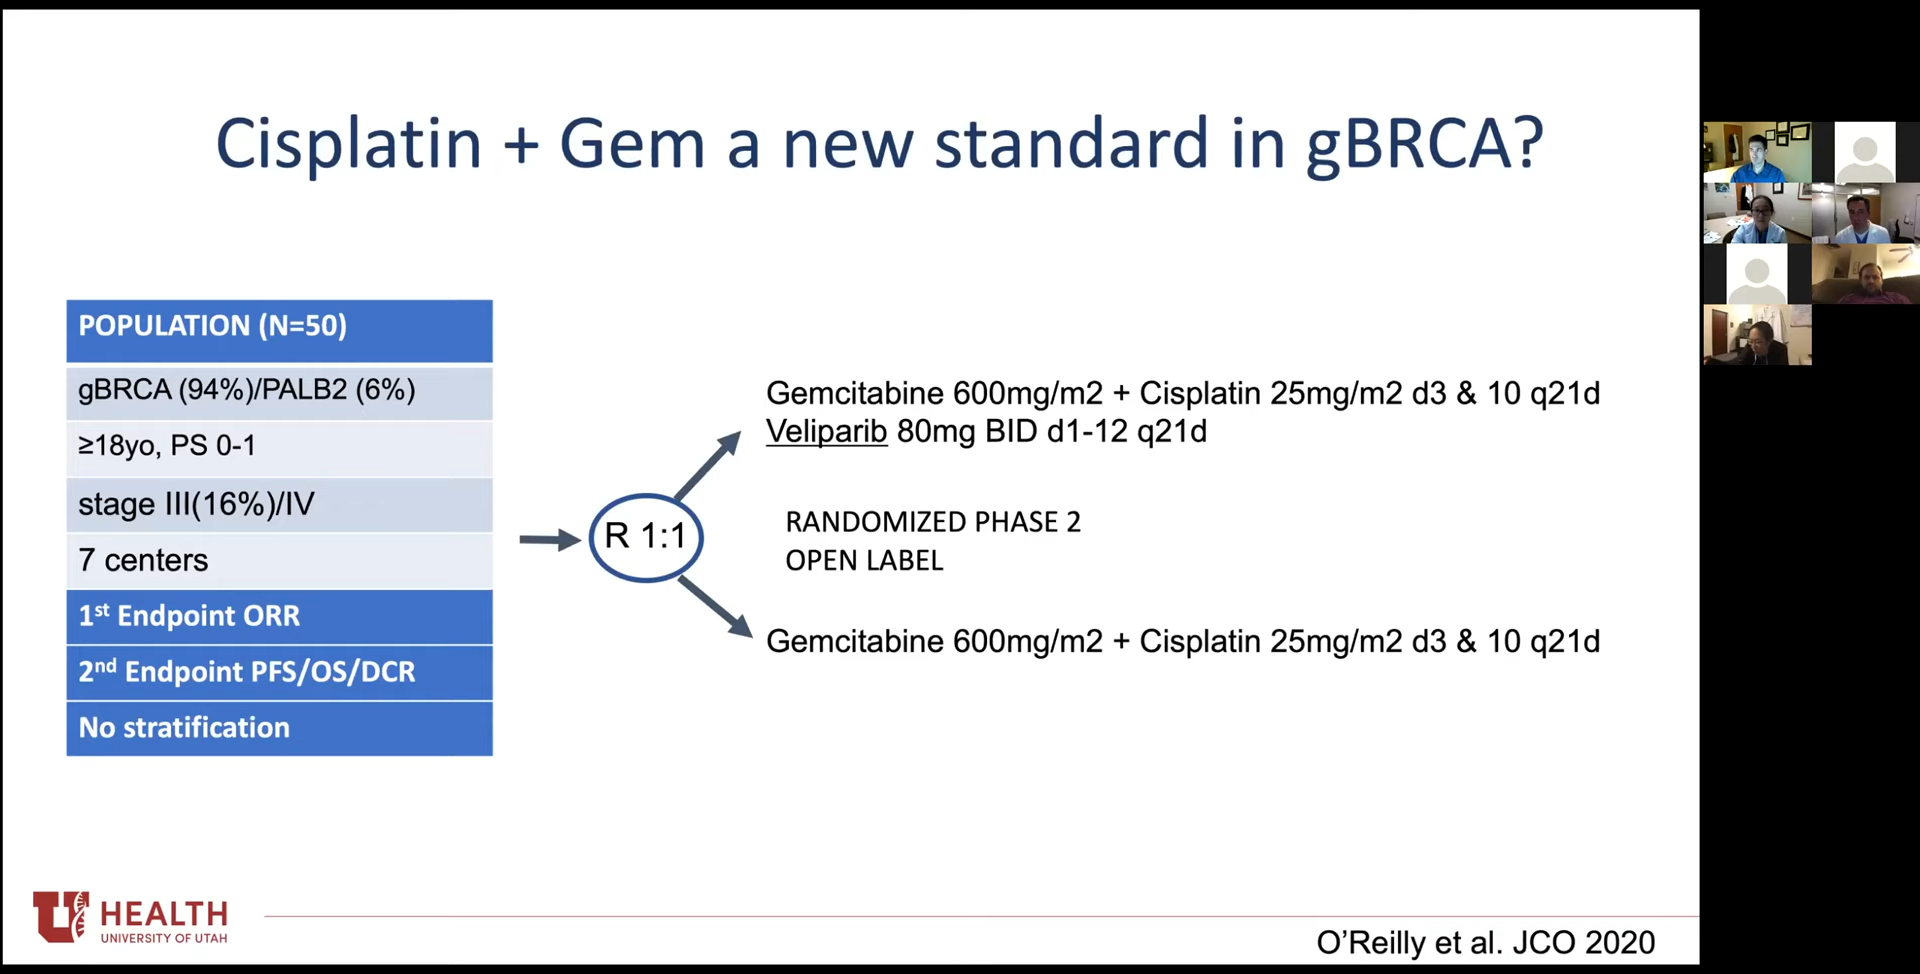 Cisplatin + Gem a new standard in gBRCA?
POPULATION (N=50)
gBRCA (94%)/PALB2 (6%)
≥18yo, PS 0-1
stage III(16%)/IV
7 centers
1st Endpoint ORR
2nd Endpoint PFS/OS/DCR
No stratification
R 1:1
Gemcitabine 600mg/m2 + Cisplatin 25mg/m2 d3 & 10 q21d
Veliparib 80mg BID d1-12 q21d
RANDOMIZED PHASE 2
OPEN LABEL
Gemcitabine 600mg/m2 + Cisplatin 25mg/m2 d3 & 10 q21d
U HEALTH
UNIVERSITY OF UTAH
O'Reilly et al. JCO 2020